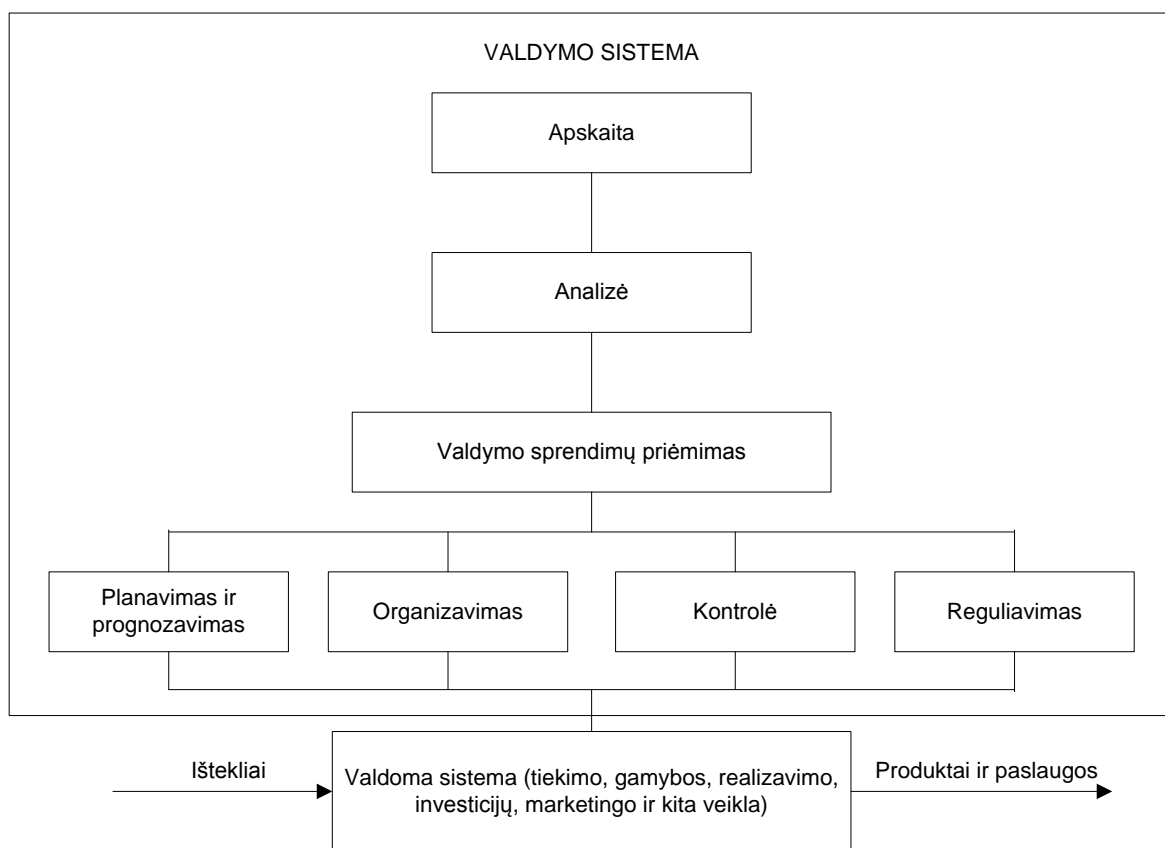 VALDYMO SISTEMA
Apskaita
Analizė
Valdymo sprendimų priėmimas
Planavimas ir
prognozavimas
Organizavimas
Kontrolė
Reguliavimas
Ištekliai
Valdoma sistema (tiekimo, gamybos, realizavimo,
investicijų, marketingo ir kita veikla)
Produktai ir paslaugos